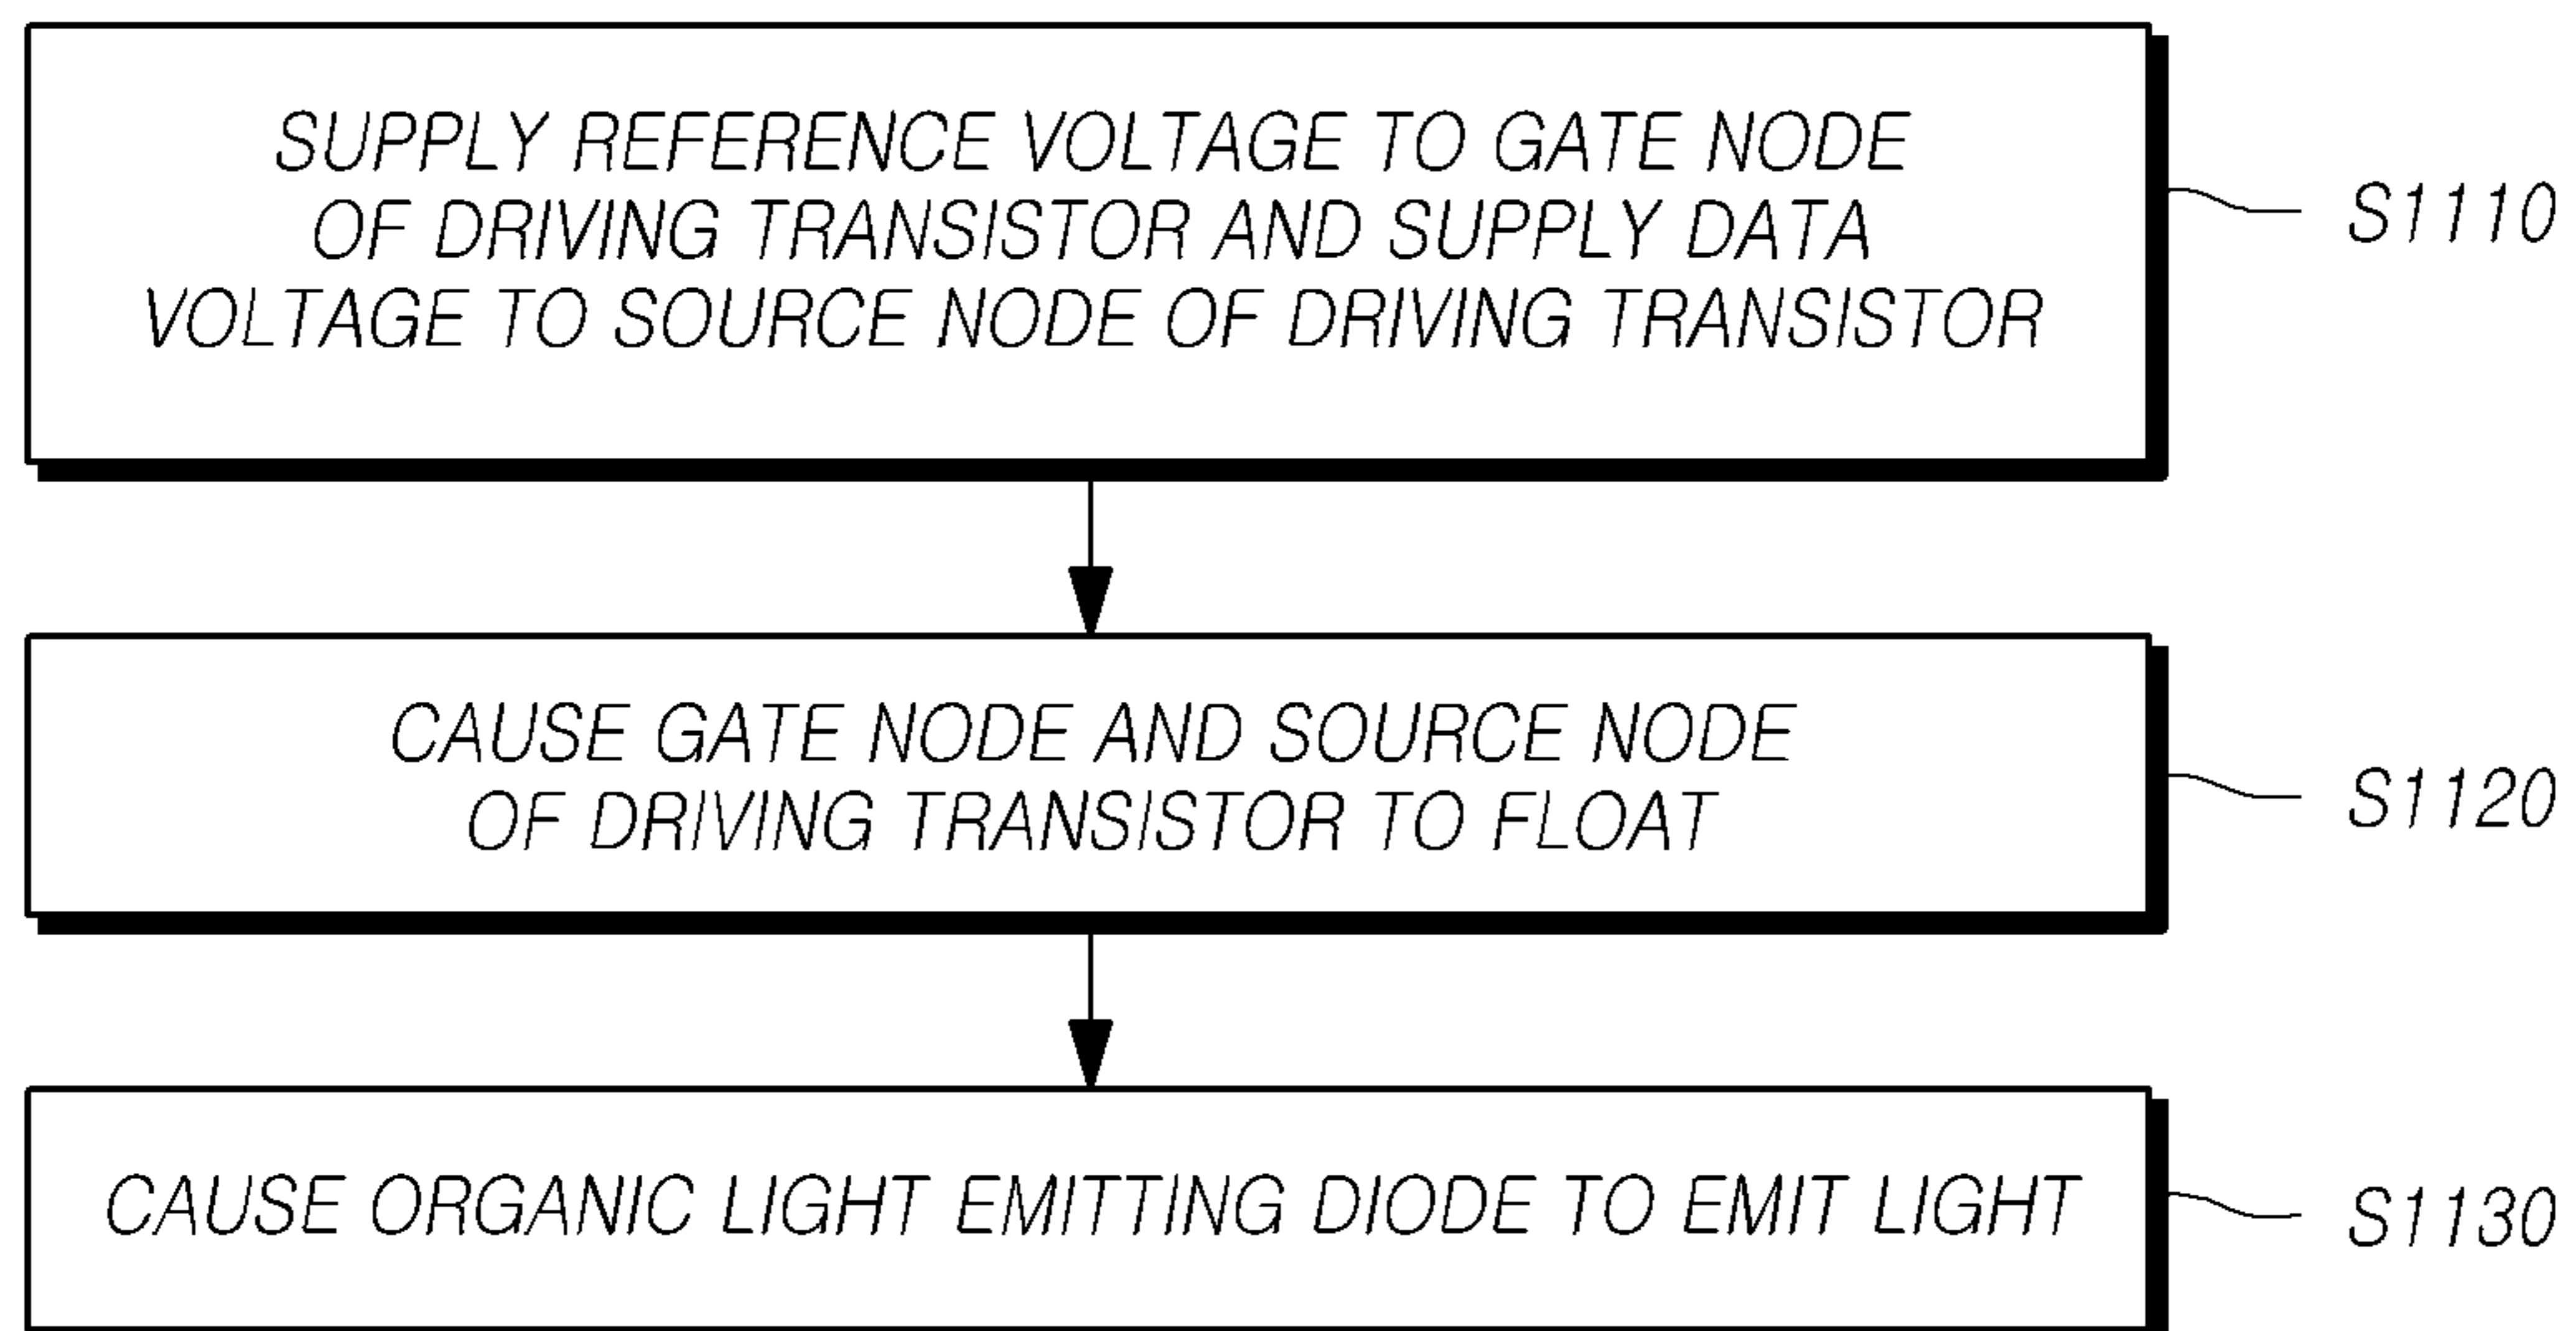 SUPPLY REFERENCE VOLTAGE TO GATE NODE
OF DRIVING TRANSISTOR AND SUPPLY DATA
VOLTAGE TO SOURCE NODE OF DRIVING TRANSISTOR
S1110
CAUSE GATE NODE AND SOURCE NODE
OF DRIVING TRANSISTOR TO FLOAT
S1120
CAUSE ORGANIC LIGHT EMITTING DIODE TO EMIT LIGHT
S1130